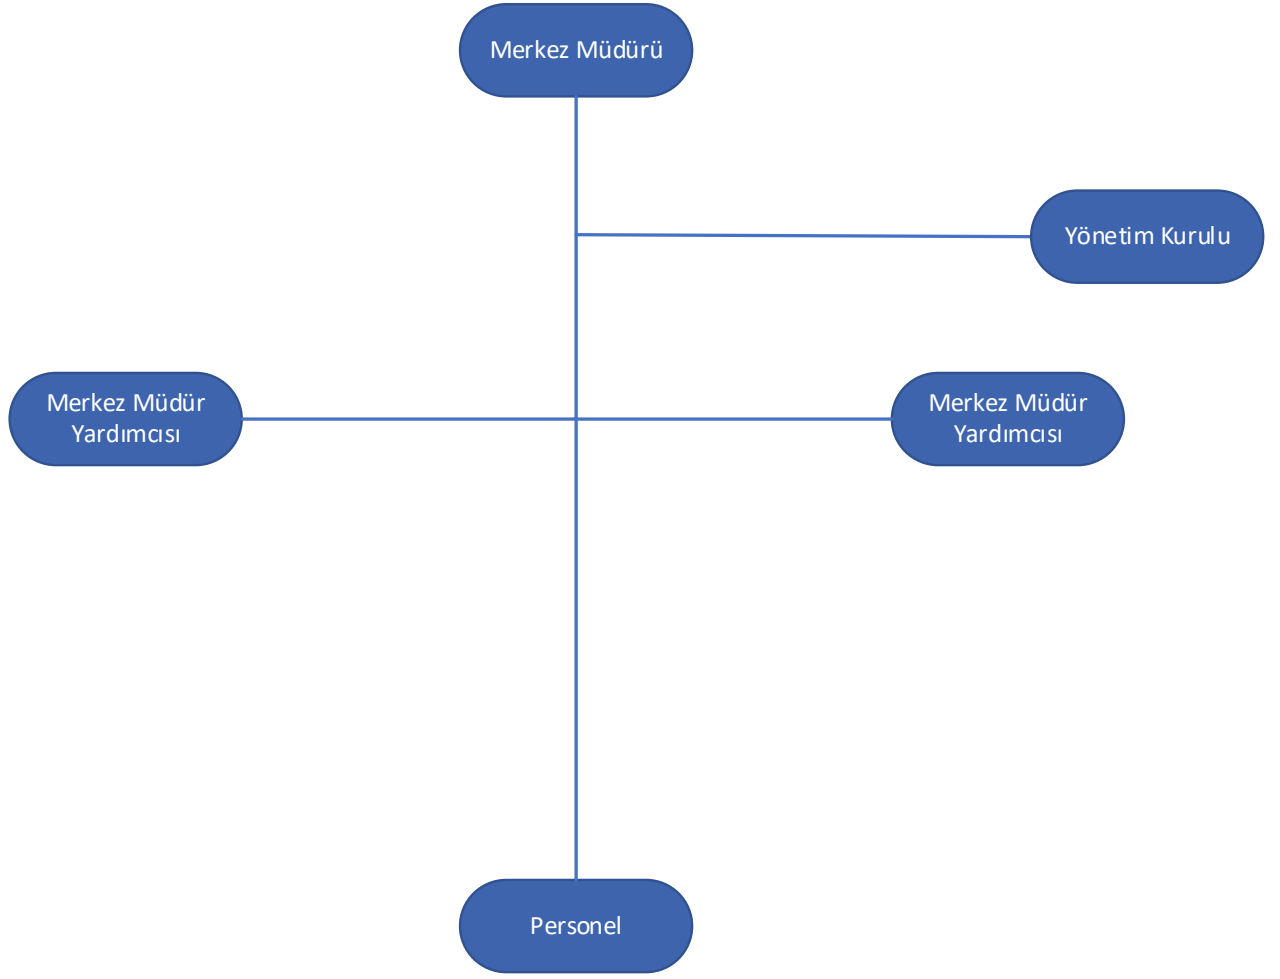 Merkez Müdürü
Yönetim Kurulu
Merkez Müdür
Yardımcısı
Merkez Müdür
Yardımcısı
Personel